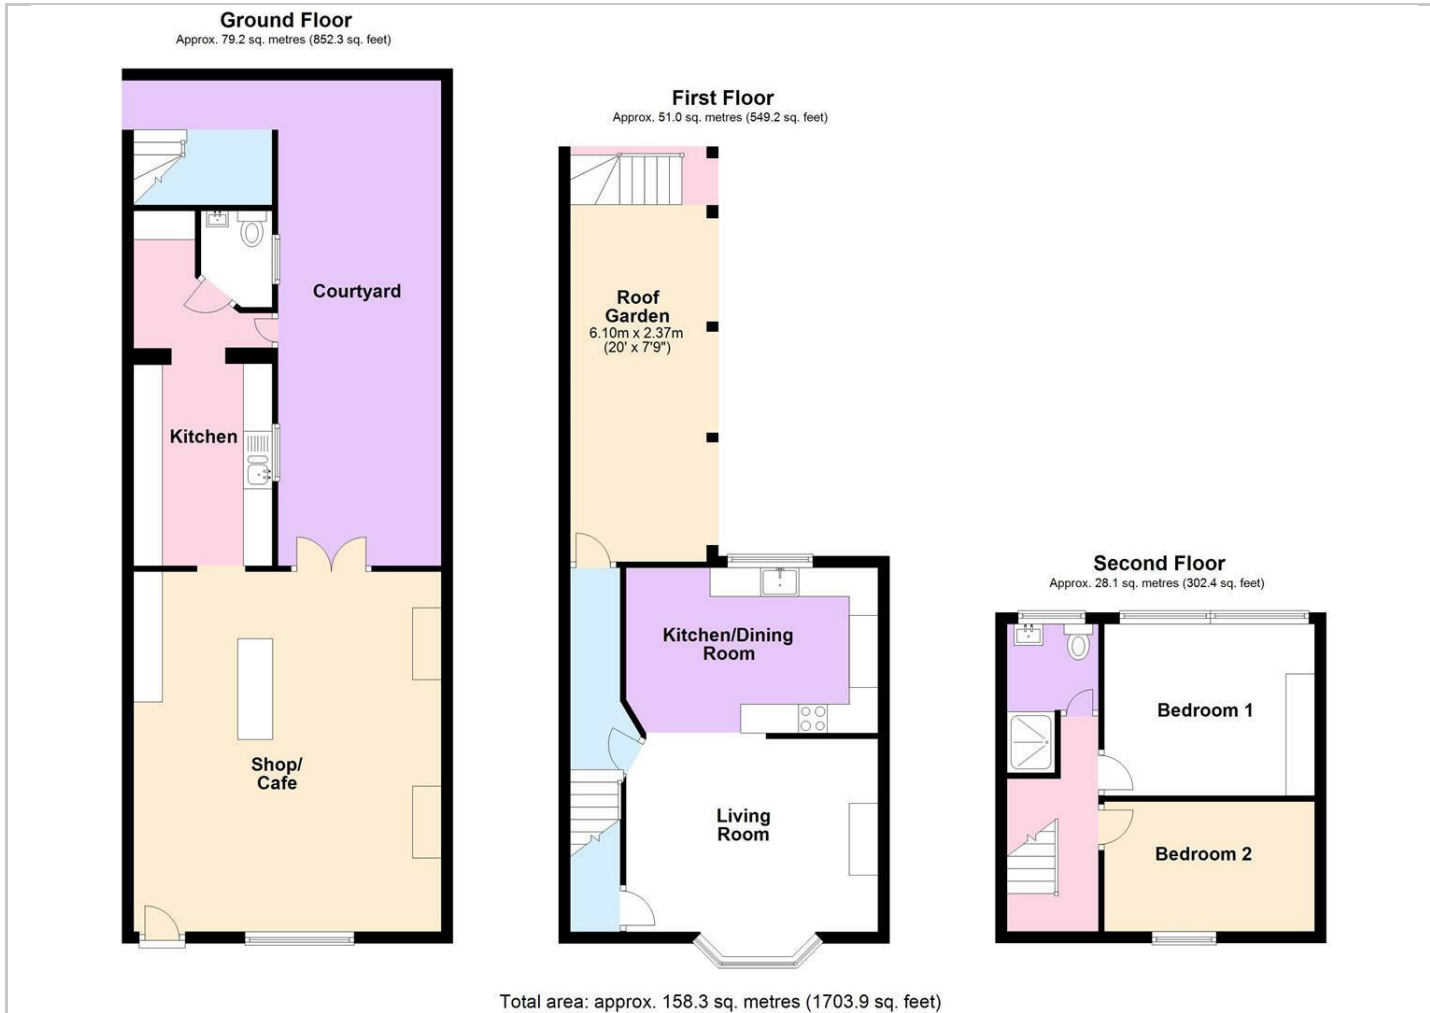 Ground Floor
Approx. 79.2 sq. metres (852.3 sq. feet)
Courtyard
Kitchen
Shop/
Cafe
First Floor
Approx. 51.0 sq. metres (549.2 sq. feet)
Roof
Garden
6.10m x 2.37m
(20' x 7'9")
Kitchen/Dining
Room
Living
Room
Second Floor
Approx. 28.1 sq. metres (302.4 sq. feet)
Bedroom 1
Bedroom 2
Total area: approx. 158.3 sq. metres (1703.9 sq. feet)